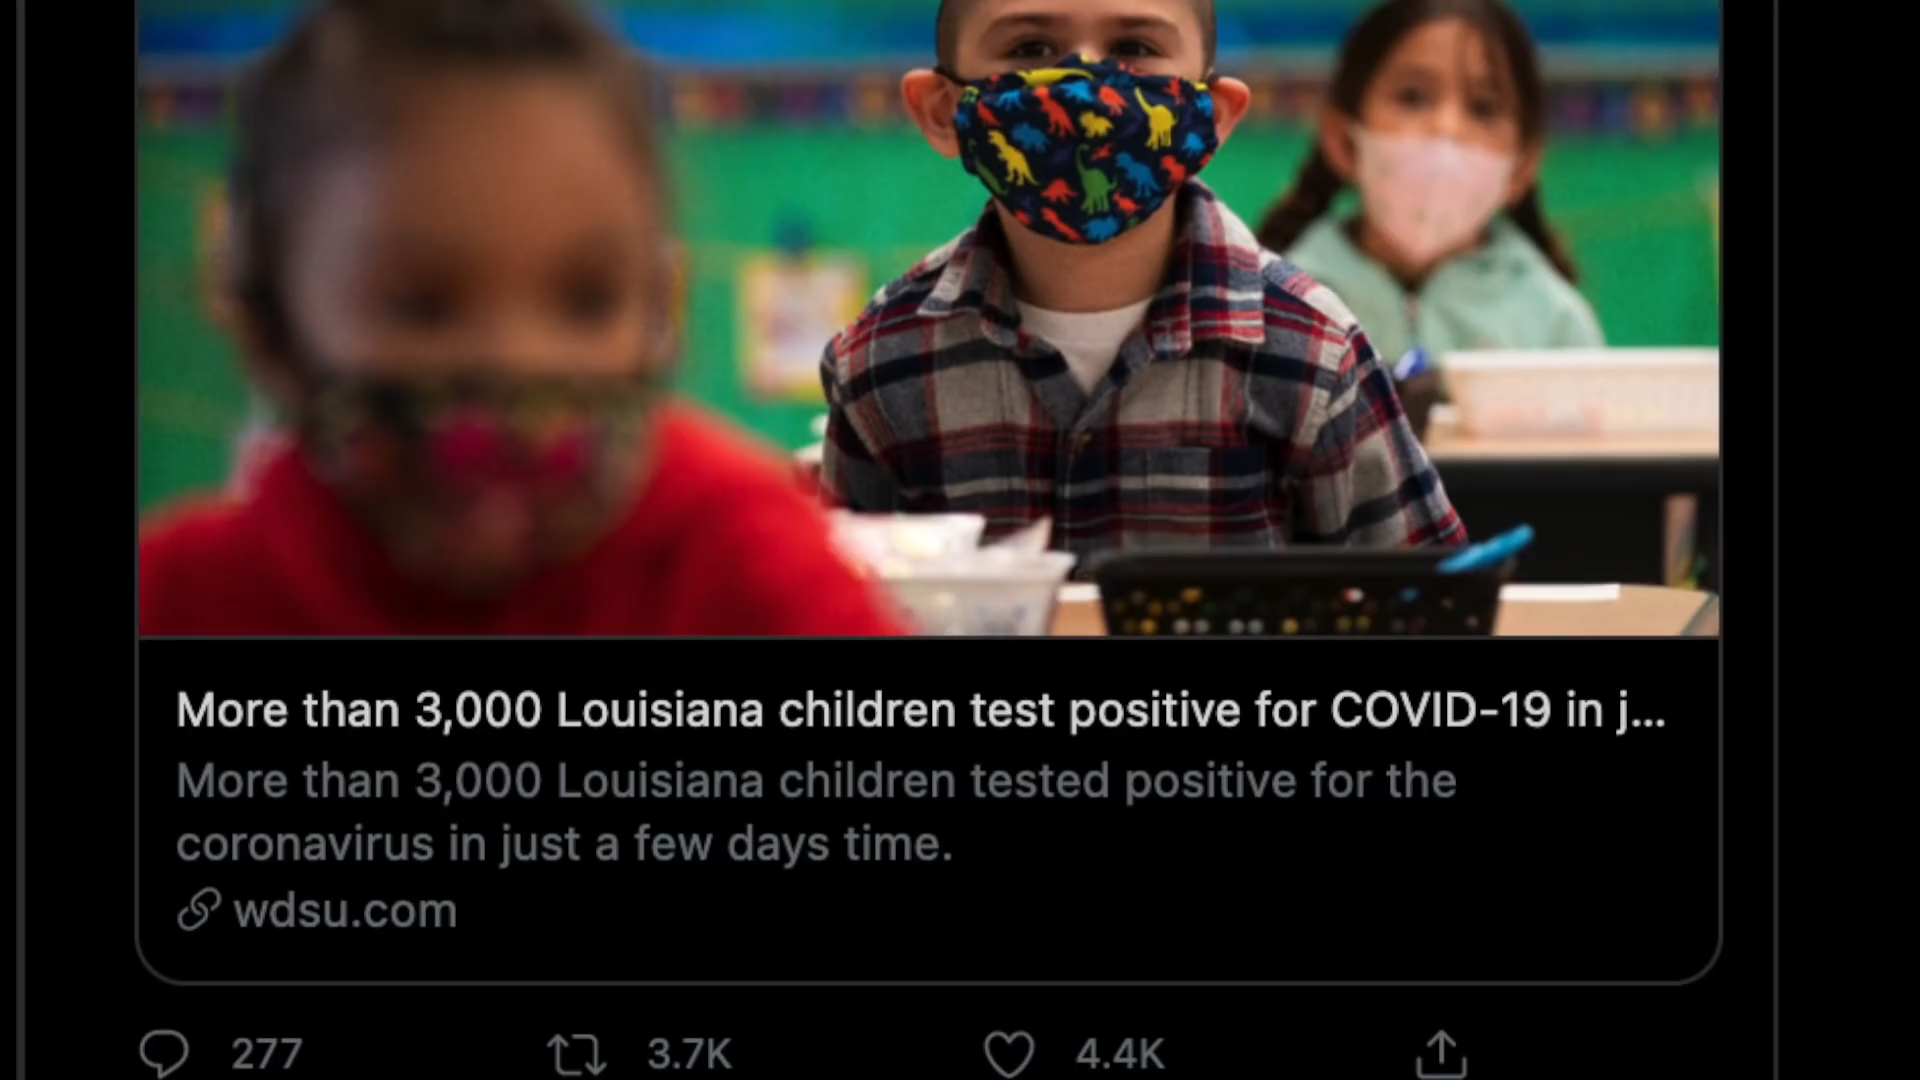 More than 3,000 Louisiana children test positive for COVID-19 in j...
More than 3,000 Louisiana children tested positive for the
coronavirus in just a few days time.
wdsu.com
277 3.7K 4.4K